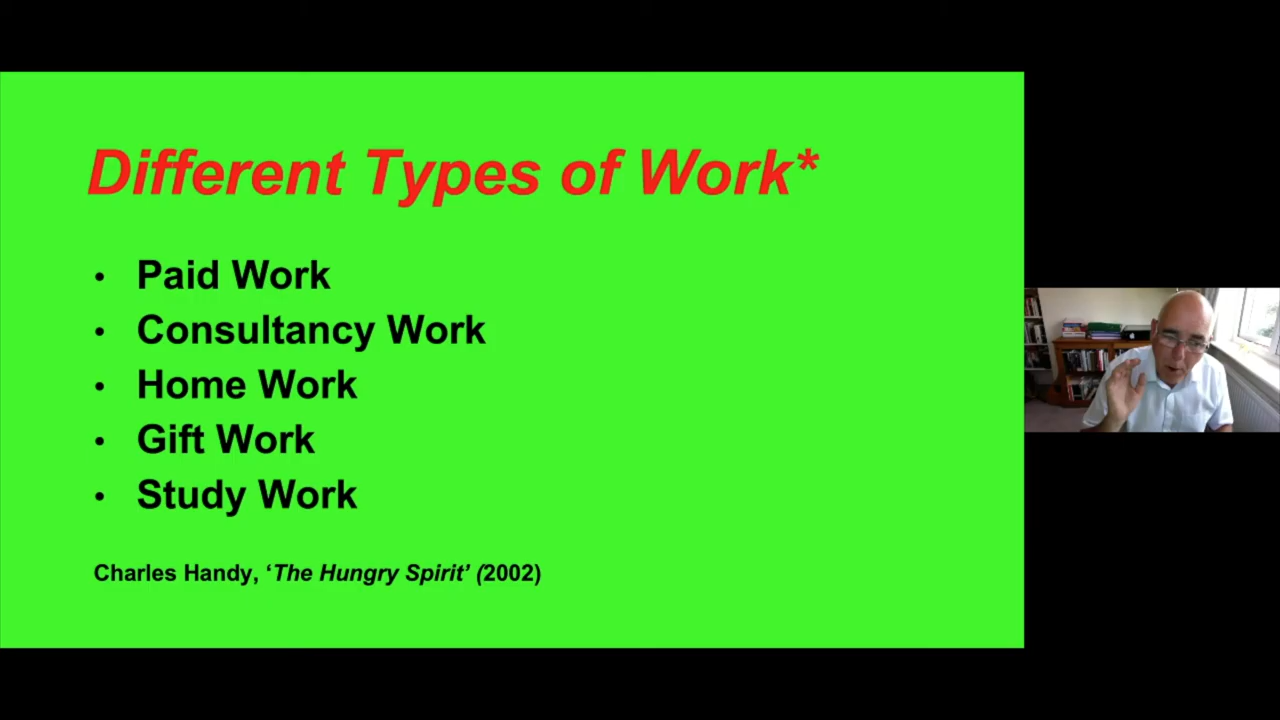 Different Types of Work*
• Paid Work
• Consultancy Work
• Home Work
• Gift Work
• Study Work
Charles Handy, ‘The Hungry Spirit’ (2002)